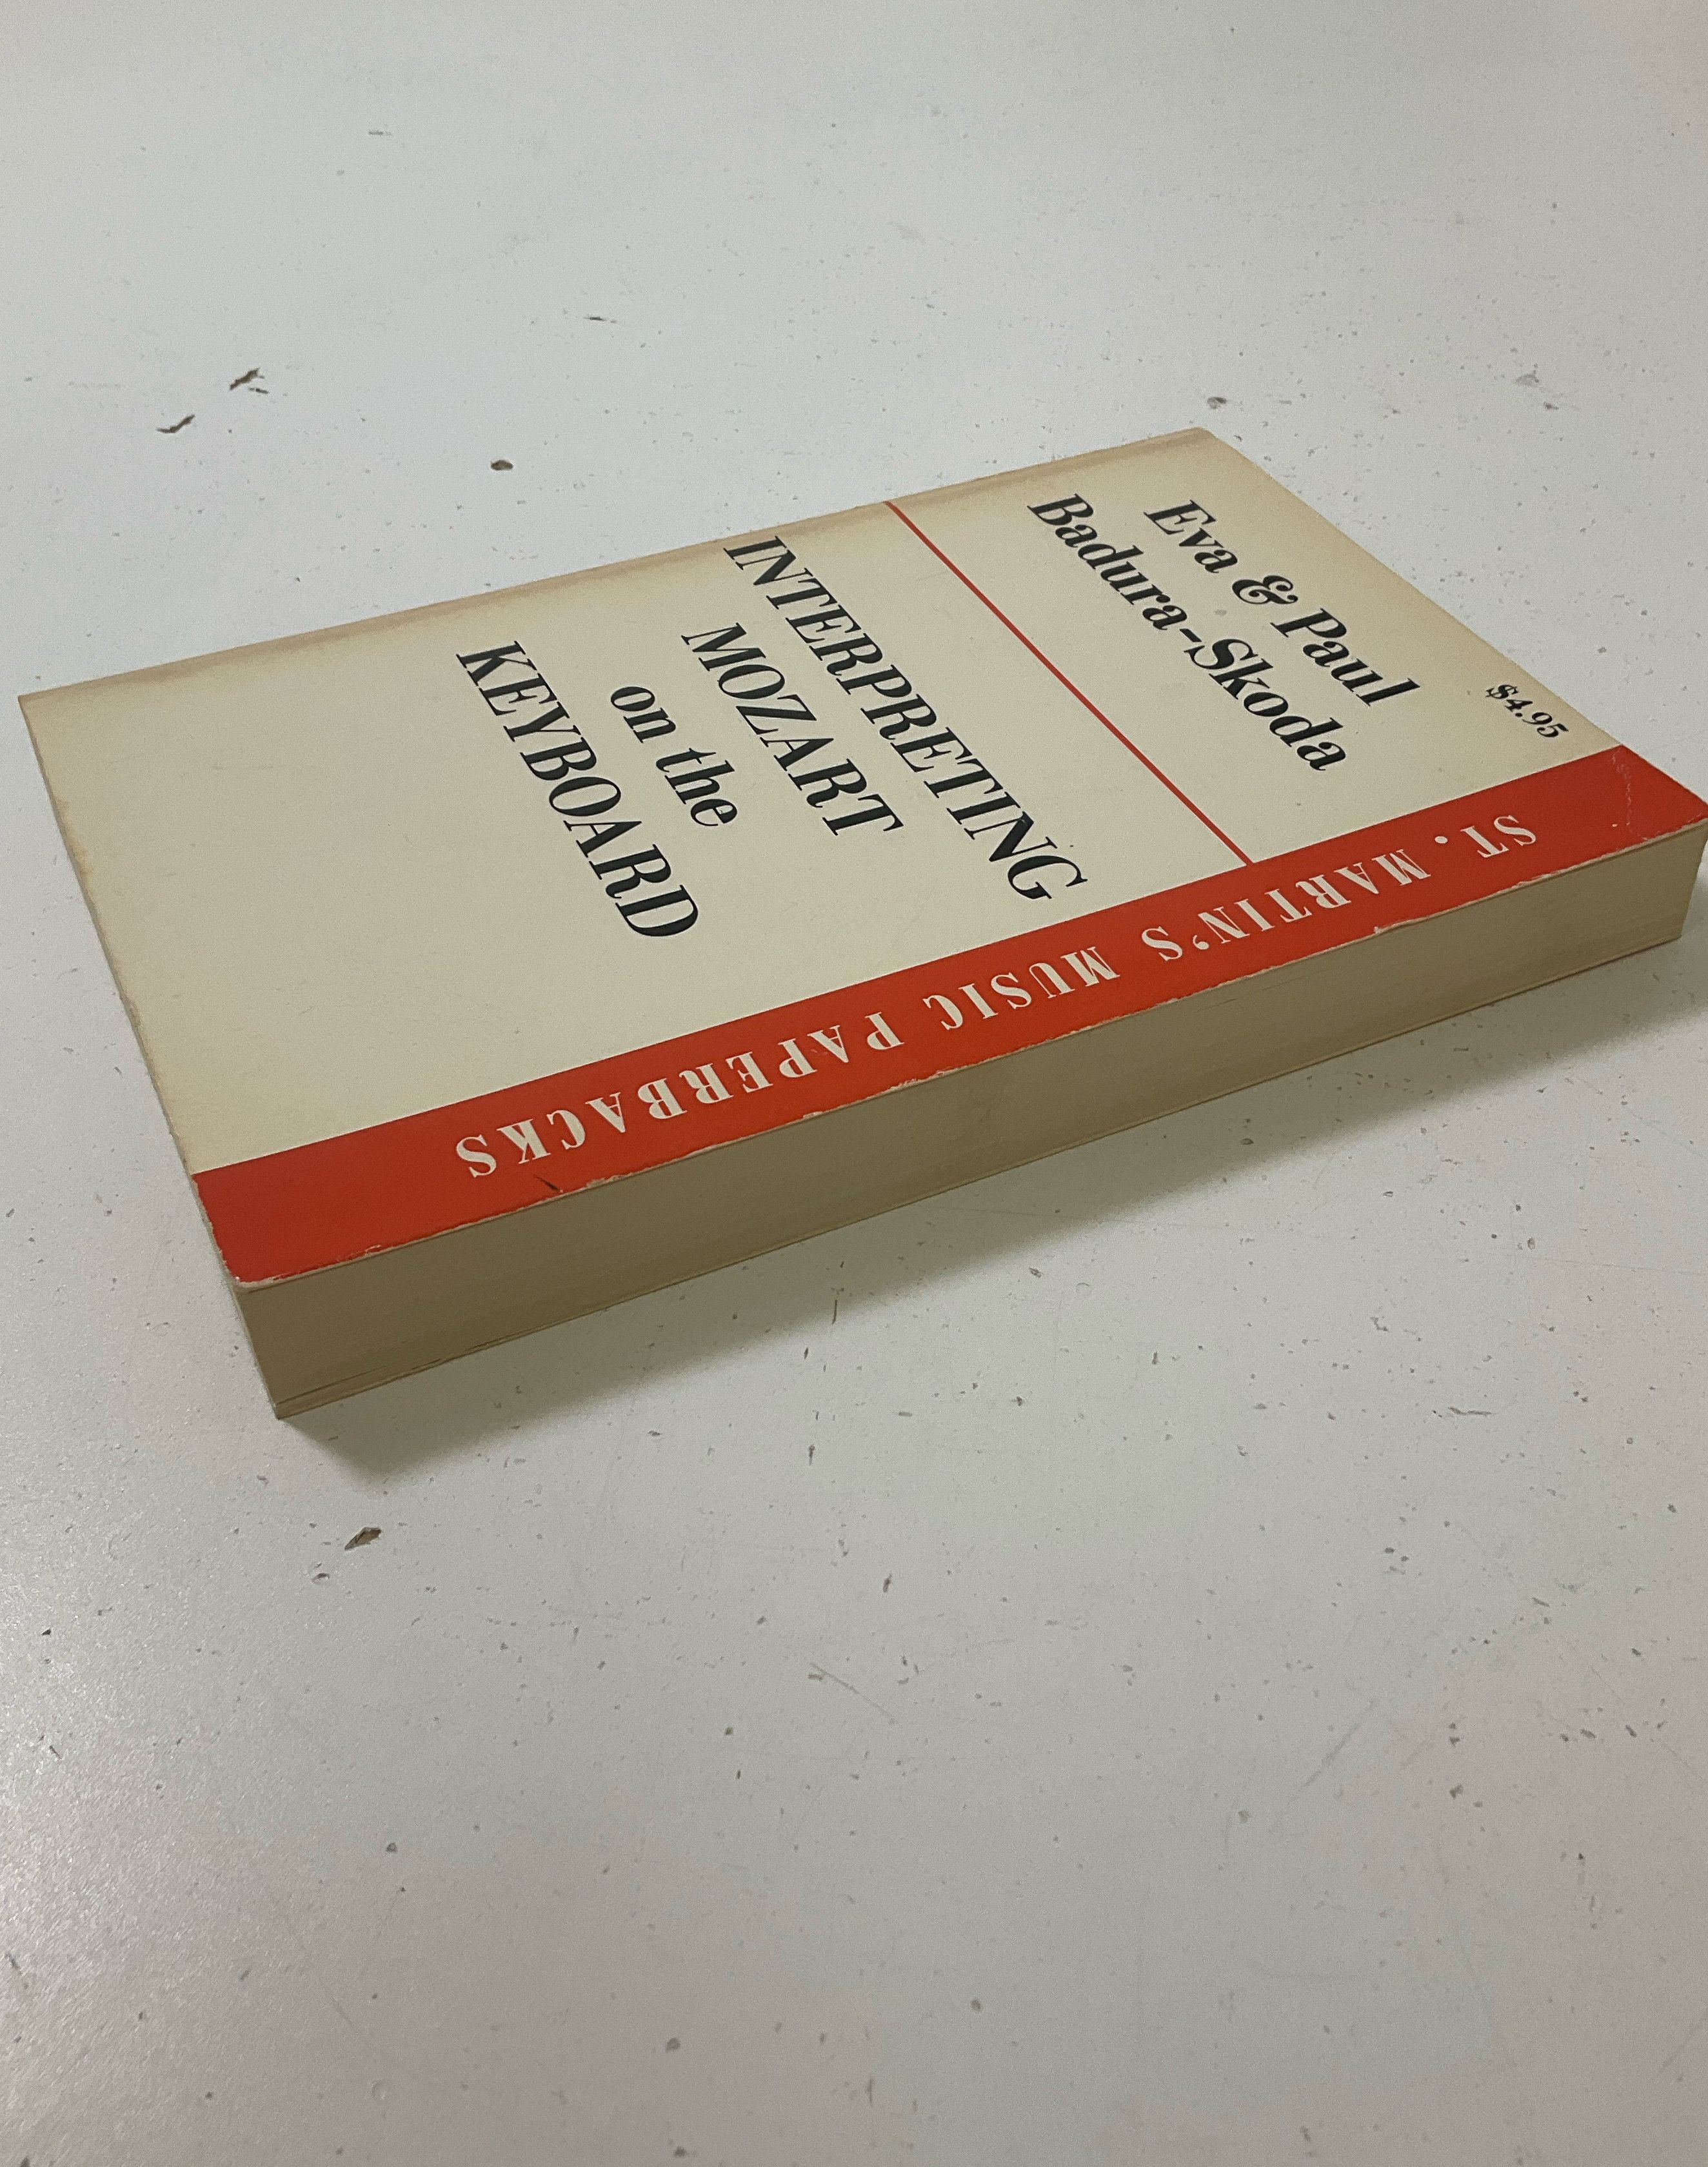 $4.95
Eva & Paul
Badura-Skoda
INTERPRETING
MOZART
on the
KEYBOARD
ST. MARTIN'S MUSIC PAPERBACKS